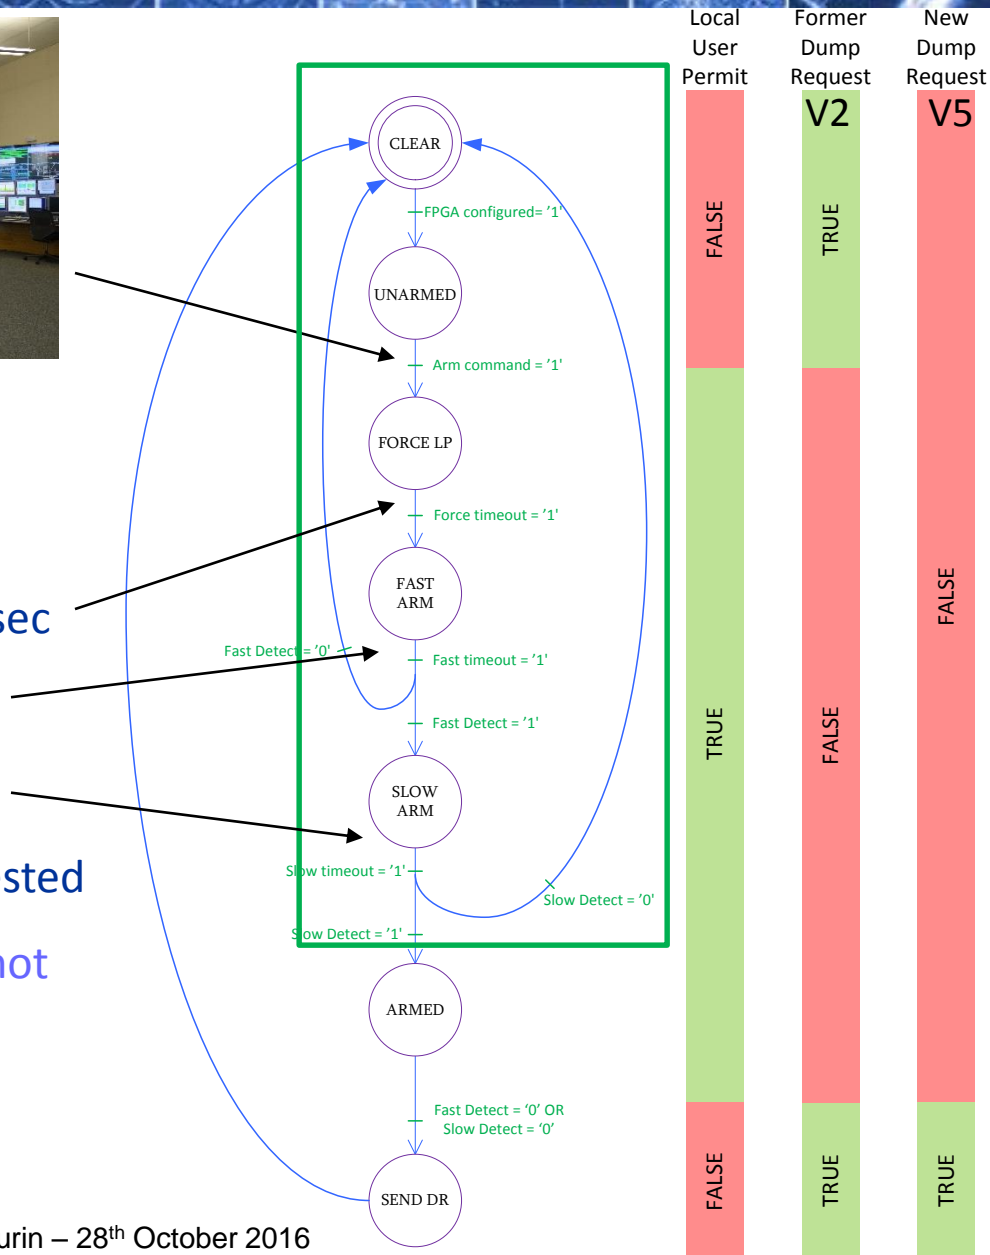 Local
User
Permit
Former
Dump
Request
New
Dump
Request
V2
V5
CLEAR
FPGA configured= '1'
FALSE
TRUE
UNARMED
Arm command = '1'
FORCE LP
Force timeout = '1'
FAST
ARM
FALSE
sec
Fast Detect = '0'
Fast timeout = '1'
Fast Detect = '1'
TRUE
FALSE
SLOW
ARM
Slow timeout = '1'
Slow Detect = '0'
Slow Detect = '1'
ARMED
Fast Detect = '0' OR
Slow Detect = '0'
SEND DR
FALSE
TRUE
TRUE
urin – 28th October 2016